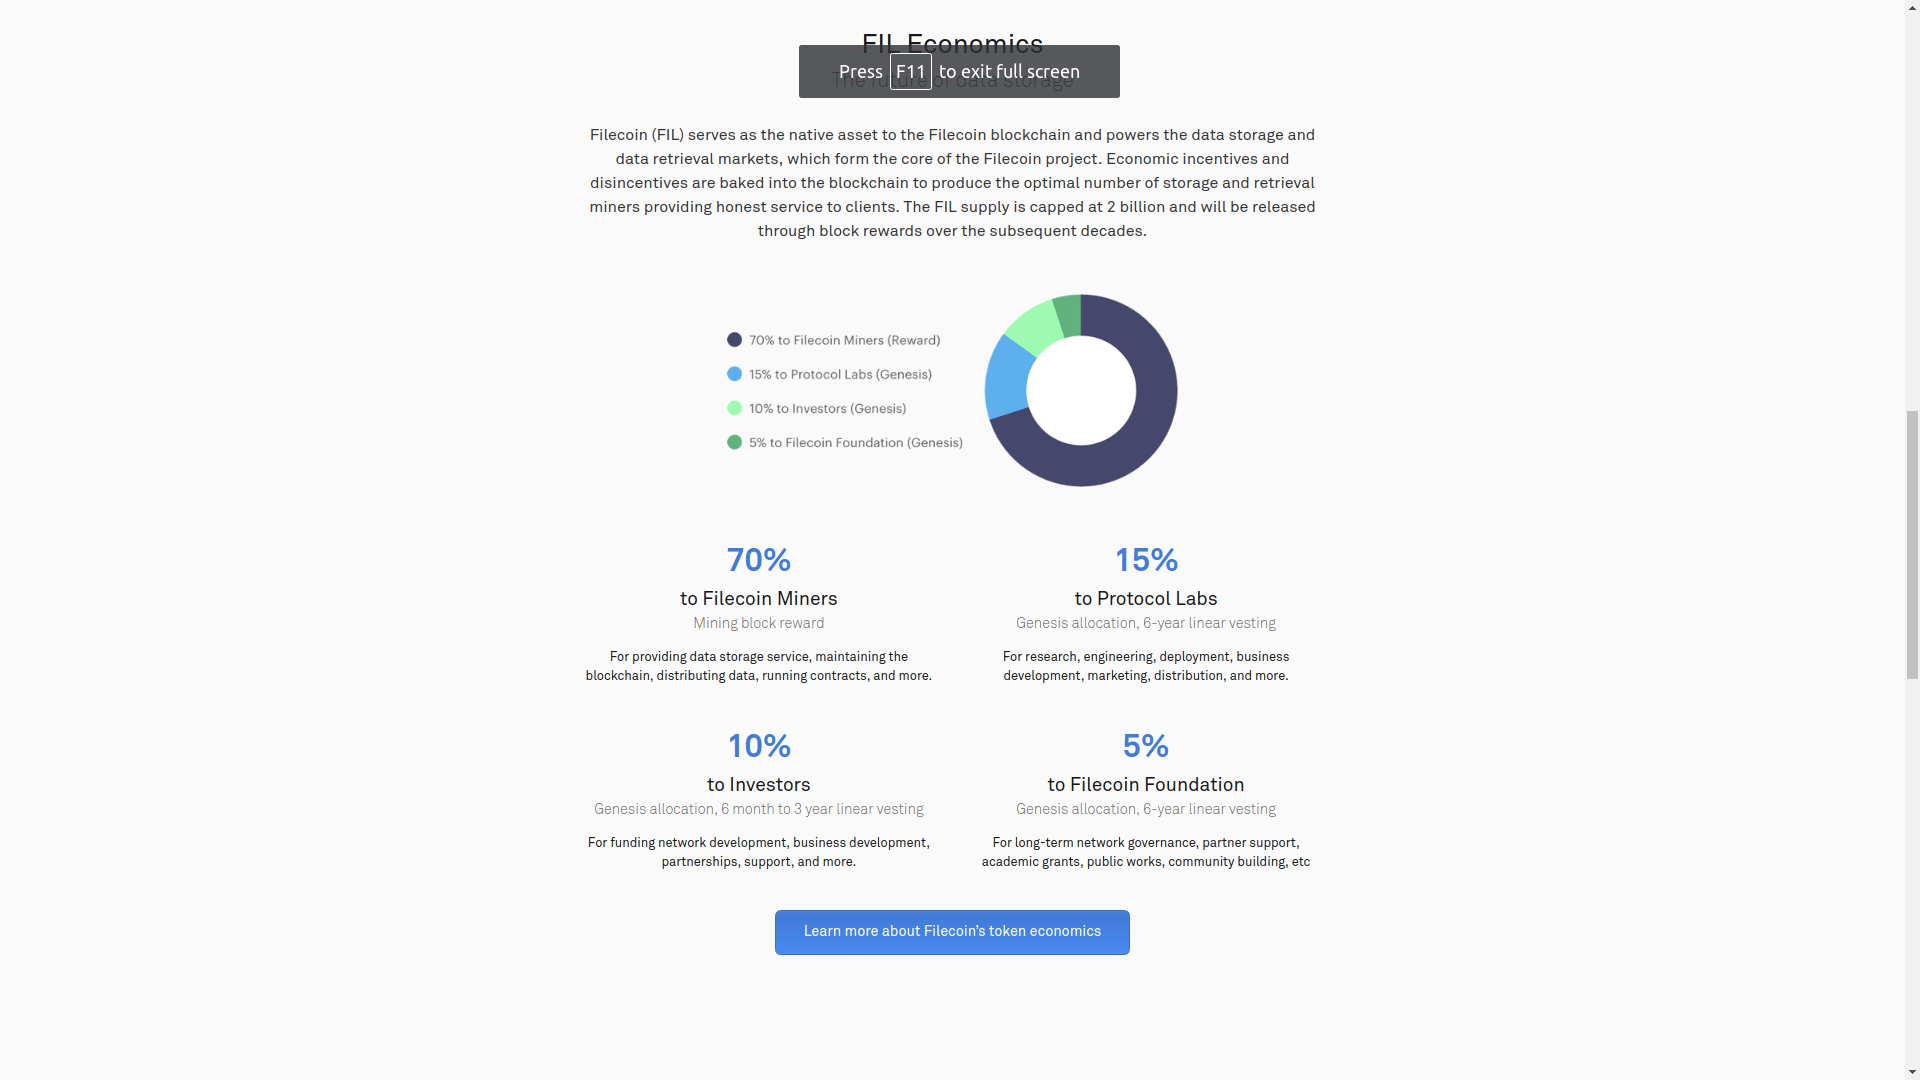 FIL Economics
Press F11 to exit full screen
The future of data storage
Filecoin (FIL) serves as the native asset to the Filecoin blockchain and powers the data storage and
data retrieval markets, which form the core of the Filecoin project. Economic incentives and
disincentives are baked into the blockchain to produce the optimal number of storage and retrieval
miners providing honest service to clients. The FIL supply is capped at 2 billion and will be released
through block rewards over the subsequent decades.
70% to Filecoin Miners (Reward)
15% to Protocol Labs (Genesis)
10% to Investors (Genesis)
5% to Filecoin Foundation (Genesis)
70%
to Filecoin Miners
Mining block reward
For providing data storage service, maintaining the
blockchain, distributing data, running contracts, and more.
15%
to Protocol Labs
Genesis allocation, 6-year linear vesting
For research, engineering, deployment, business
development, marketing, distribution, and more.
10%
to Investors
Genesis allocation, 6 month to 3 year linear vesting
For funding network development, business development,
partnerships, support, and more.
5%
to Filecoin Foundation
Genesis allocation, 6-year linear vesting
For long-term network governance, partner support,
academic grants, public works, community building, etc
Learn more about Filecoin's token economics